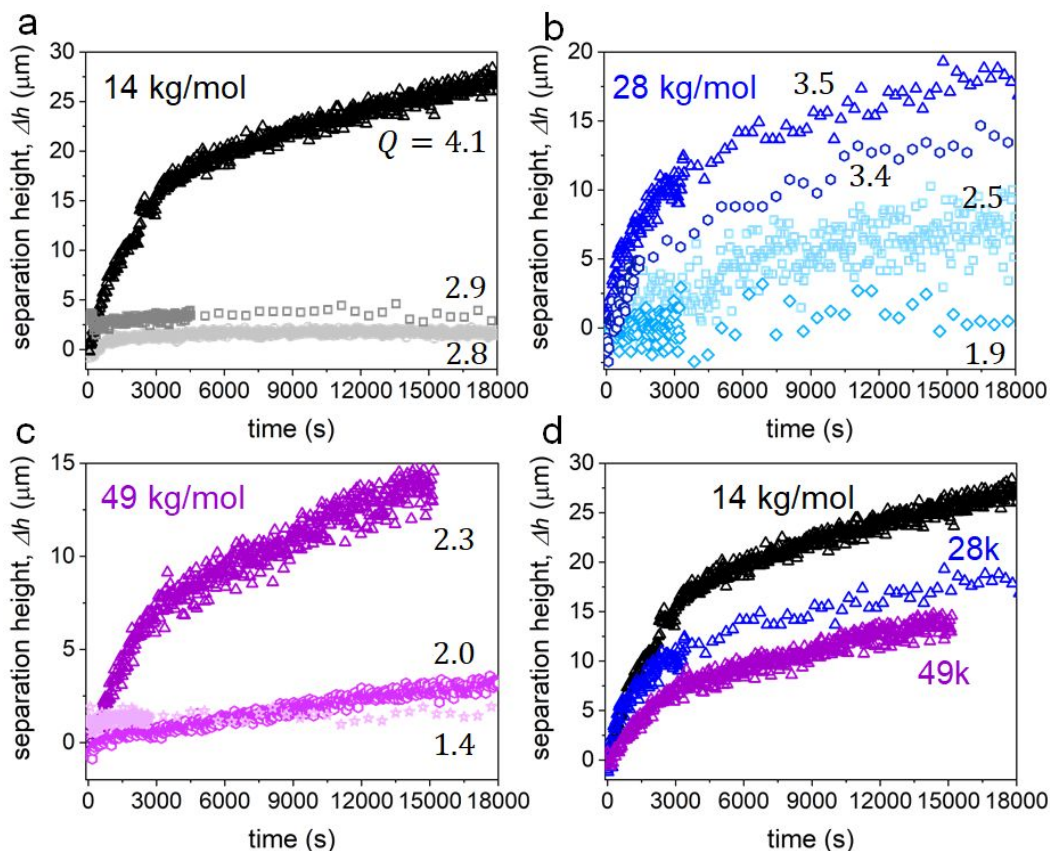 a
separation height, Δh (μm)
30
25
20
15
10
5
0
14 kg/mol
Q = 4.1
2.9
2.8
0 3000 6000 9000 12000 15000 18000
time (s)
b
separation height, Δh (μm)
20
15
10
5
0
28 kg/mol
3.5
3.4
2.5
1.9
0 3000 6000 9000 12000 15000 18000
time (s)
c
separation height, Δh (μm)
15
10
5
0
49 kg/mol
2.3
2.0
1.4
0 3000 6000 9000 12000 15000 18000
time (s)
d
separation height, Δh (μm)
30
25
20
15
10
5
0
14 kg/mol
28k
49k
0 3000 6000 9000 12000 15000 18000
time (s)